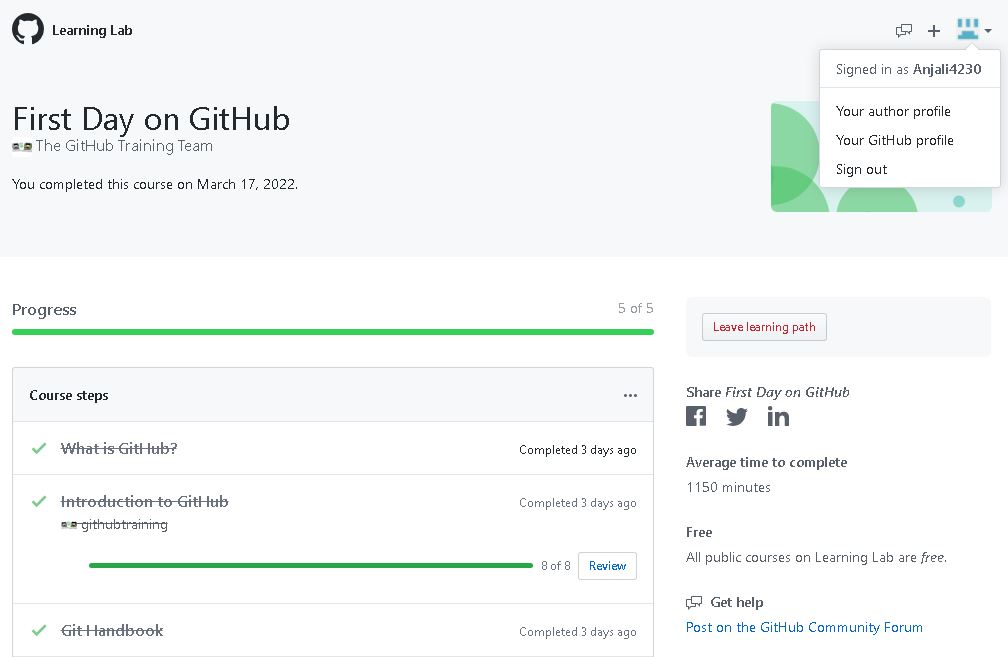 Learning Lab
Signed in as Anjali4230
Your author profile
Your GitHub profile
Sign out
First Day on GitHub
The GitHub Training Team
You completed this course on March 17, 2022.
Progress
5 of 5
Course steps
What is GitHub?
Completed 3 days ago
Introduction to GitHub
Completed 3 days ago
githubtraining
8 of 8
Review
Git Handbook
Completed 3 days ago
Leave learning path
Share First Day on GitHub
Average time to complete
1150 minutes
Free
All public courses on Learning Lab are free.
Get help
Post on the GitHub Community Forum